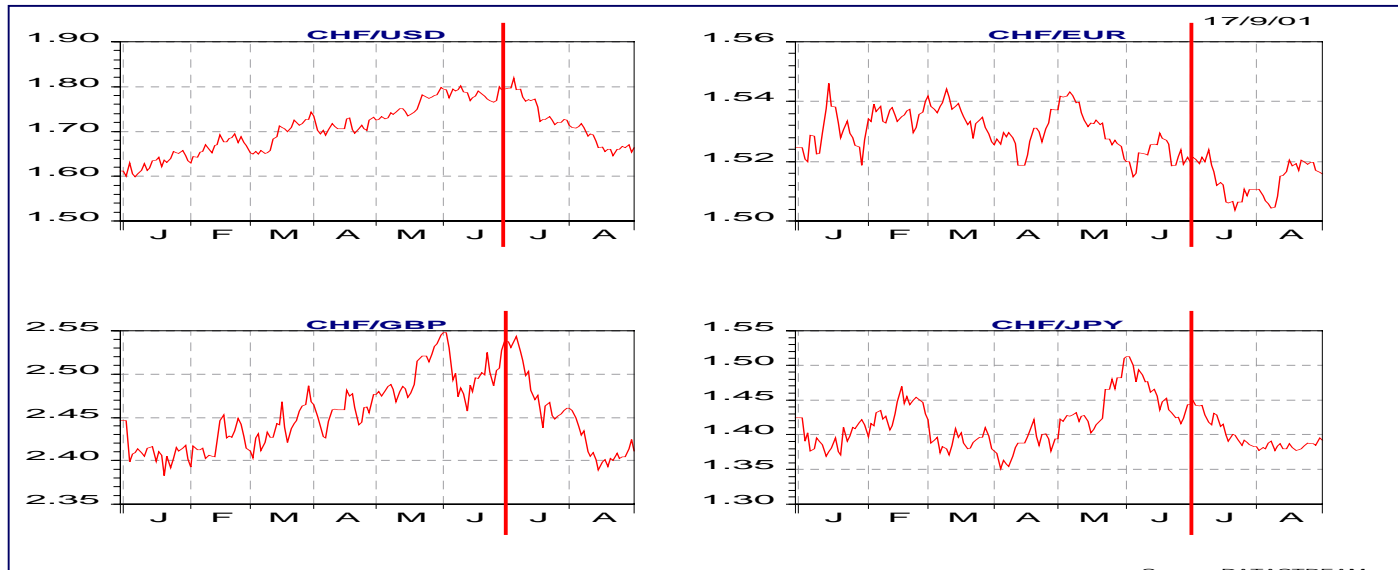 17/9/01
CHF/USD
1.90
1.80
1.70
1.60
1.50
J F M A M J J A
CHF/EUR
1.56
1.54
1.52
1.50
J F M A M J J A
CHF/GBP
2.55
2.50
2.45
2.40
2.35
J F M A M J J A
CHF/JPY
1.55
1.50
1.45
1.40
1.35
1.30
J F M A M J J A